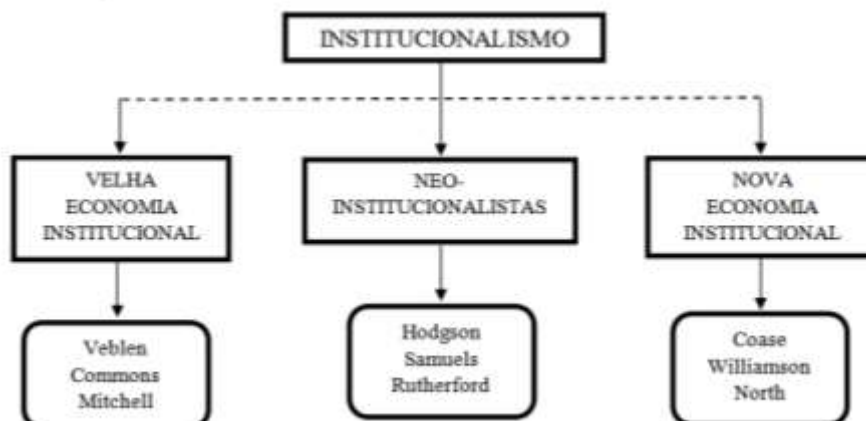 INSTITUCIONALISMO
VELHA
ECONOMIA
INSTITUCIONAL
NEO-
INSTITUCIONALISTAS
NOVA
ECONOMIA
INSTITUCIONAL
Veblen
Commons
Mitchell
Hodgson
Samuels
Rutherford
Coase
Williamson
North